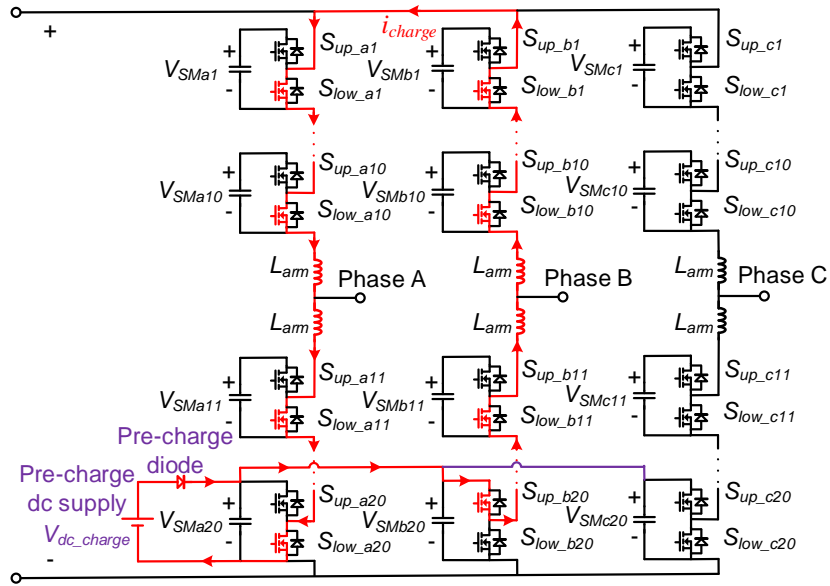 i_charge
+
+ V_SMa1 - S_up_a1 S_low_a1
+ V_SMb1 - S_up_b1 S_low_b1
+ V_SMc1 - S_up_c1 S_low_c1
+ V_SMa10 - S_up_a10 S_low_a10
+ V_SMb10 - S_up_b10 S_low_b10
+ V_SMc10 - S_up_c10 S_low_c10
L_arm Phase A L_arm Phase B L_arm Phase C
L_arm L_arm L_arm
+ V_SMa11 - S_up_a11 S_low_a11
+ V_SMb11 - S_up_b11 S_low_b11
+ V_SMc11 - S_up_c11 S_low_c11
Pre-charge
diode
Pre-charge
dc supply
V_dc_charge
+ V_SMa20 - S_up_a20 S_low_a20
+ V_SMb20 - S_up_b20 S_low_b20
+ V_SMc20 - S_up_c20 S_low_c20
-